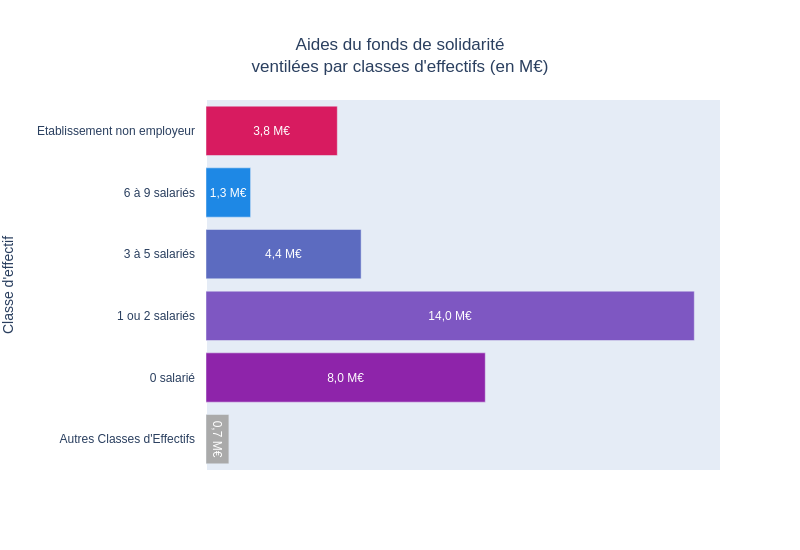 Aides du fonds de solidarité
ventilées par classes d'effectifs (en M€)
Classe d'effectif
Etablissement non employeur
3,8 M€
6 à 9 salariés
1,3 M€
3 à 5 salariés
4,4 M€
1 ou 2 salariés
14,0 M€
0 salarié
8,0 M€
Autres Classes d'Effectifs
0,7 M€